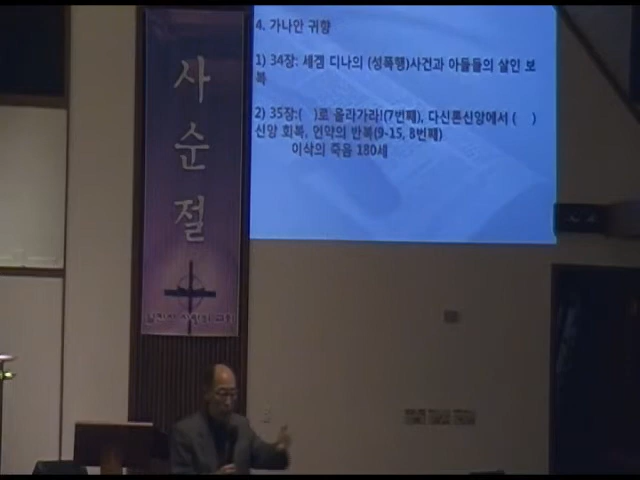 4. 가나안 귀향
1) 34장: 세겜 디나의 (성폭행)사건과 아들들의 살인 보
복
2) 35장:( )로 올라가라!(7번째), 다신론신앙에서 ( )
신앙 회복, 언약의 반복(9-15, 8번째)
이삭의 죽음 180세
사순절